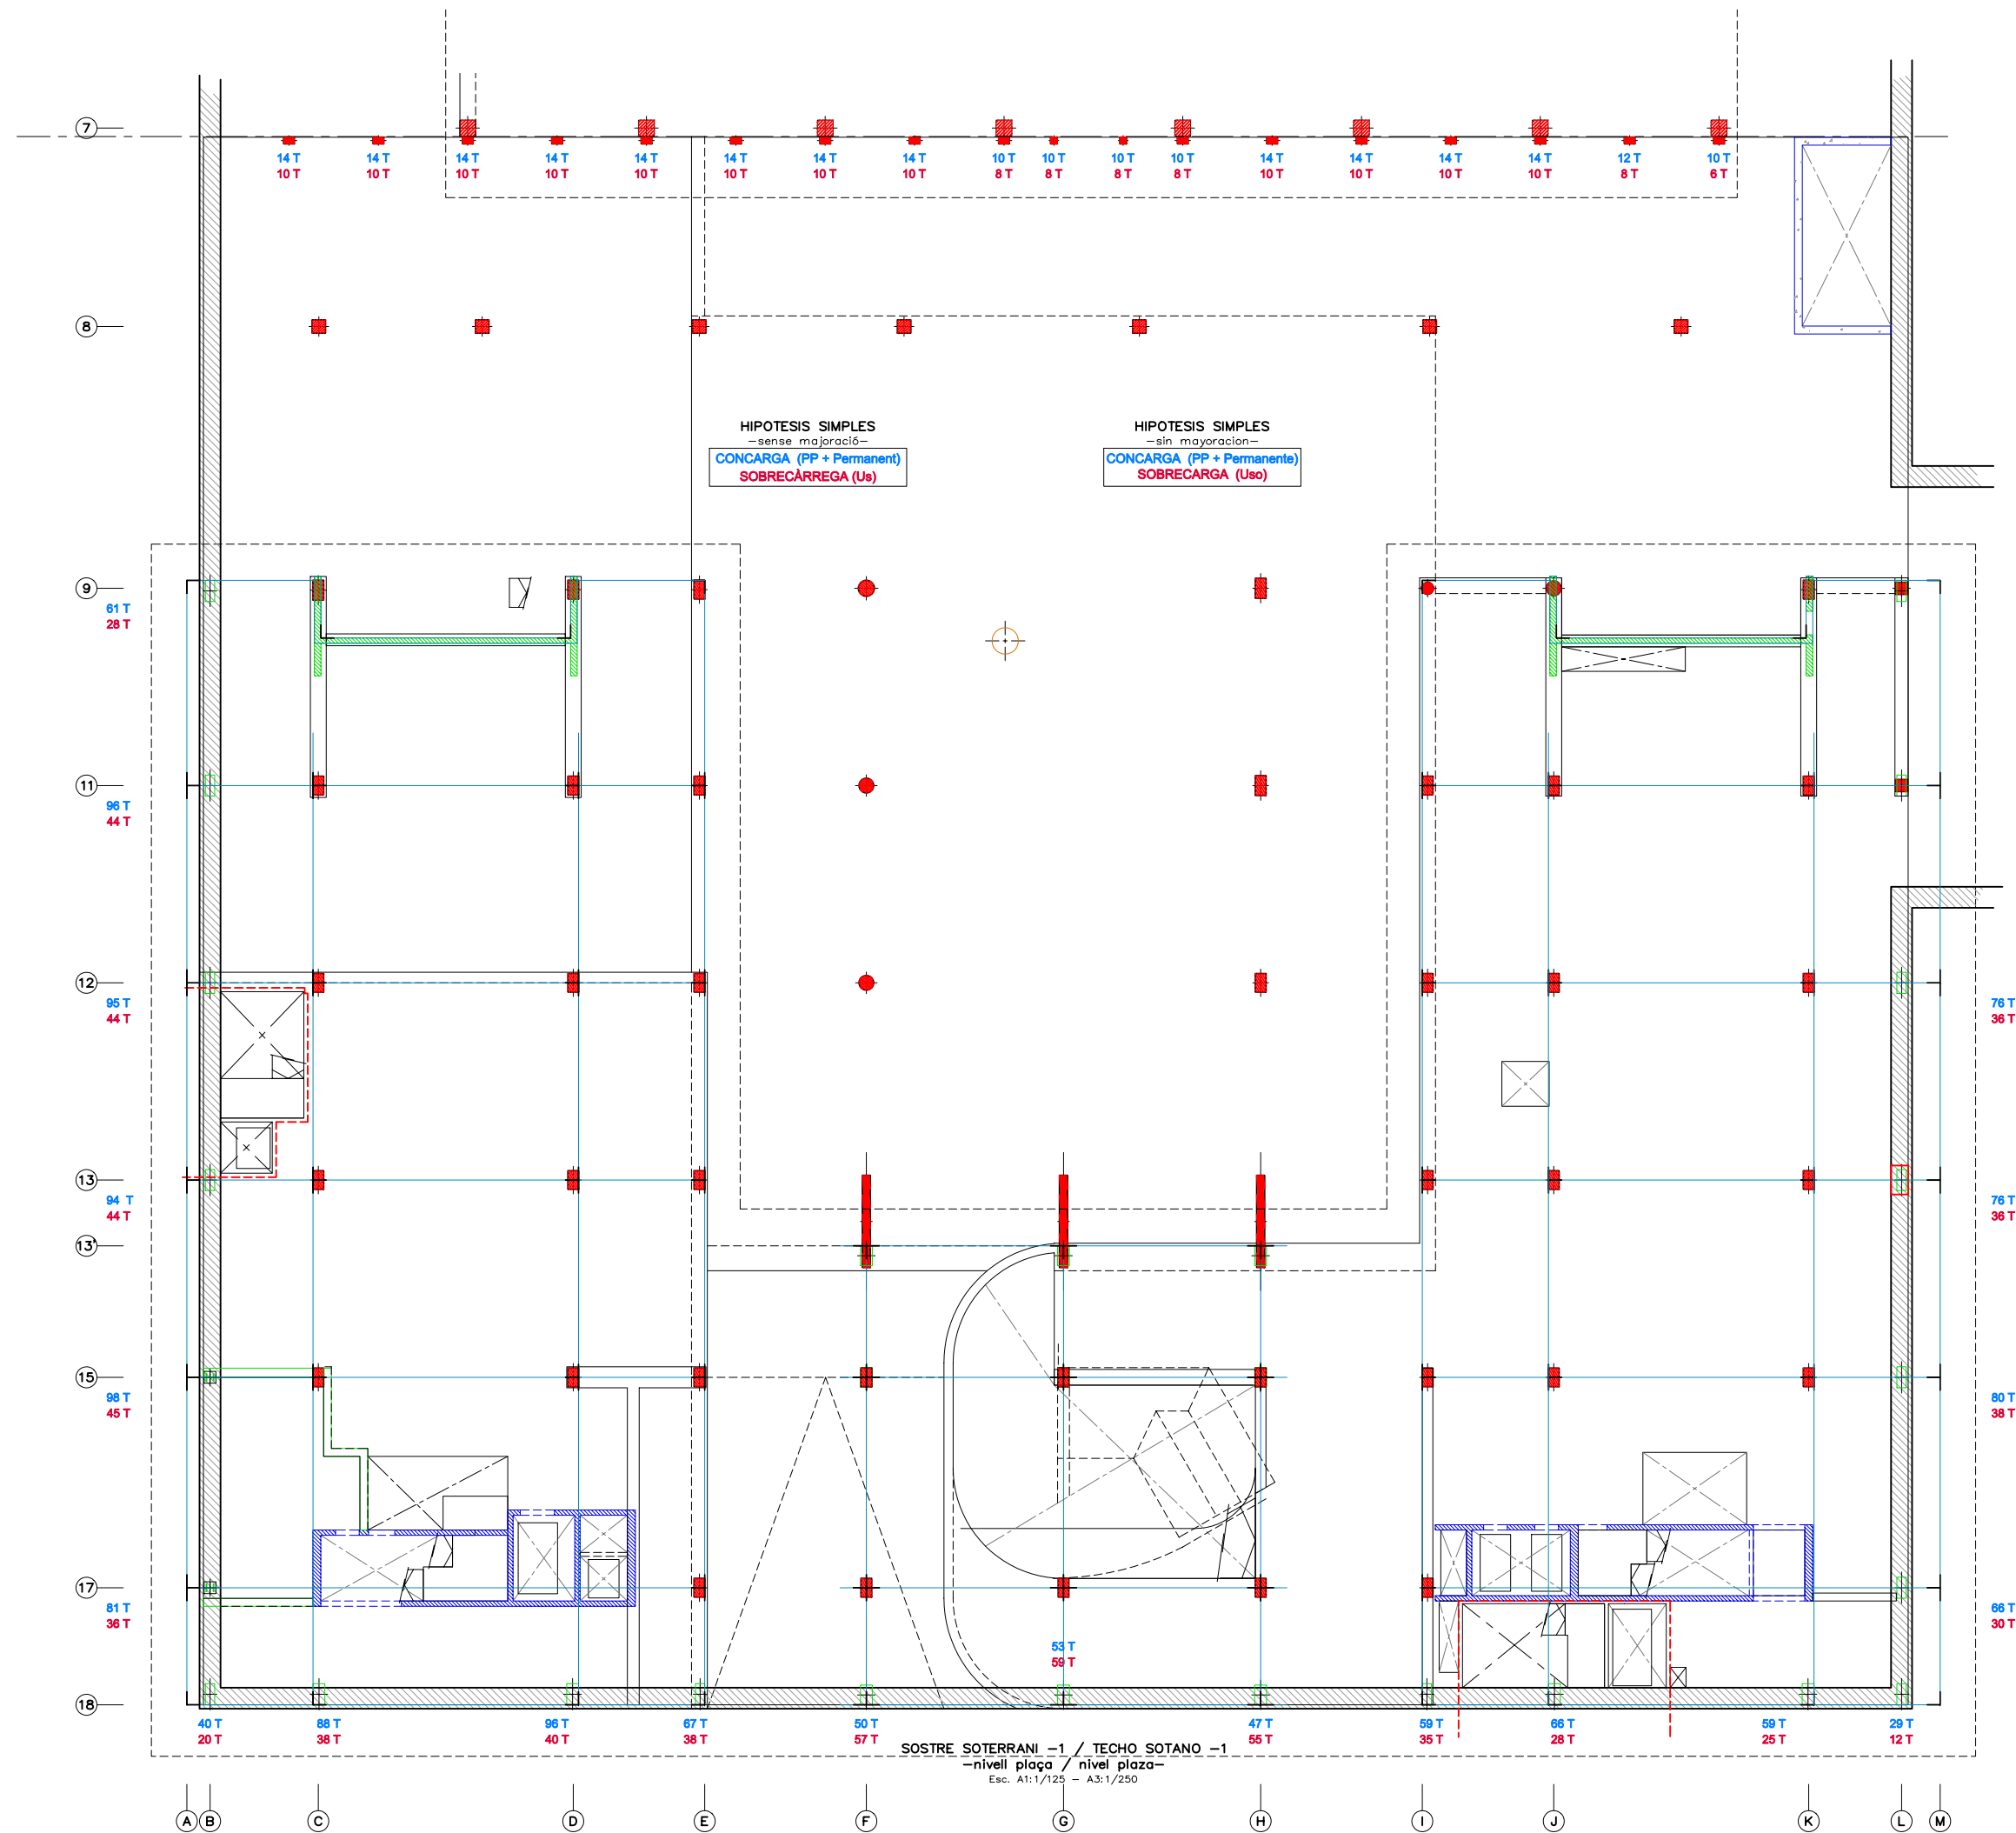 7
14 T 14 T 14 T 14 T 14 T 14 T 14 T 14 T 10 T 10 T 10 T 10 T 14 T 14 T 14 T 14 T 12 T 10 T
10 T 10 T 10 T 10 T 10 T 10 T 10 T 10 T 8 T 8 T 8 T 8 T 10 T 10 T 10 T 10 T 8 T 6 T
8
HIPOTESIS SIMPLES
-sense majoració-
CONCARGA (PP + Permanent)
SOBRECÀRREGA (Us)
HIPOTESIS SIMPLES
-sin mayoracion-
CONCARGA (PP + Permanente)
SOBRECARGA (Uso)
9
61 T
28 T
11
96 T
44 T
12
95 T
44 T
76 T
36 T
13
94 T
44 T
76 T
36 T
13'
15
98 T
45 T
80 T
38 T
17
81 T
36 T
66 T
30 T
53 T
59 T
18
40 T 88 T 96 T 67 T 50 T 47 T 59 T 66 T 59 T 29 T
20 T 38 T 40 T 38 T 57 T 55 T 35 T 28 T 25 T 12 T
SOSTRE SOTERRANI -1 / TECHO SOTANO -1
-nivell plaça / nivel plaza-
Esc. A1:1/125 - A3:1/250
A B C D E F G H I J K L M